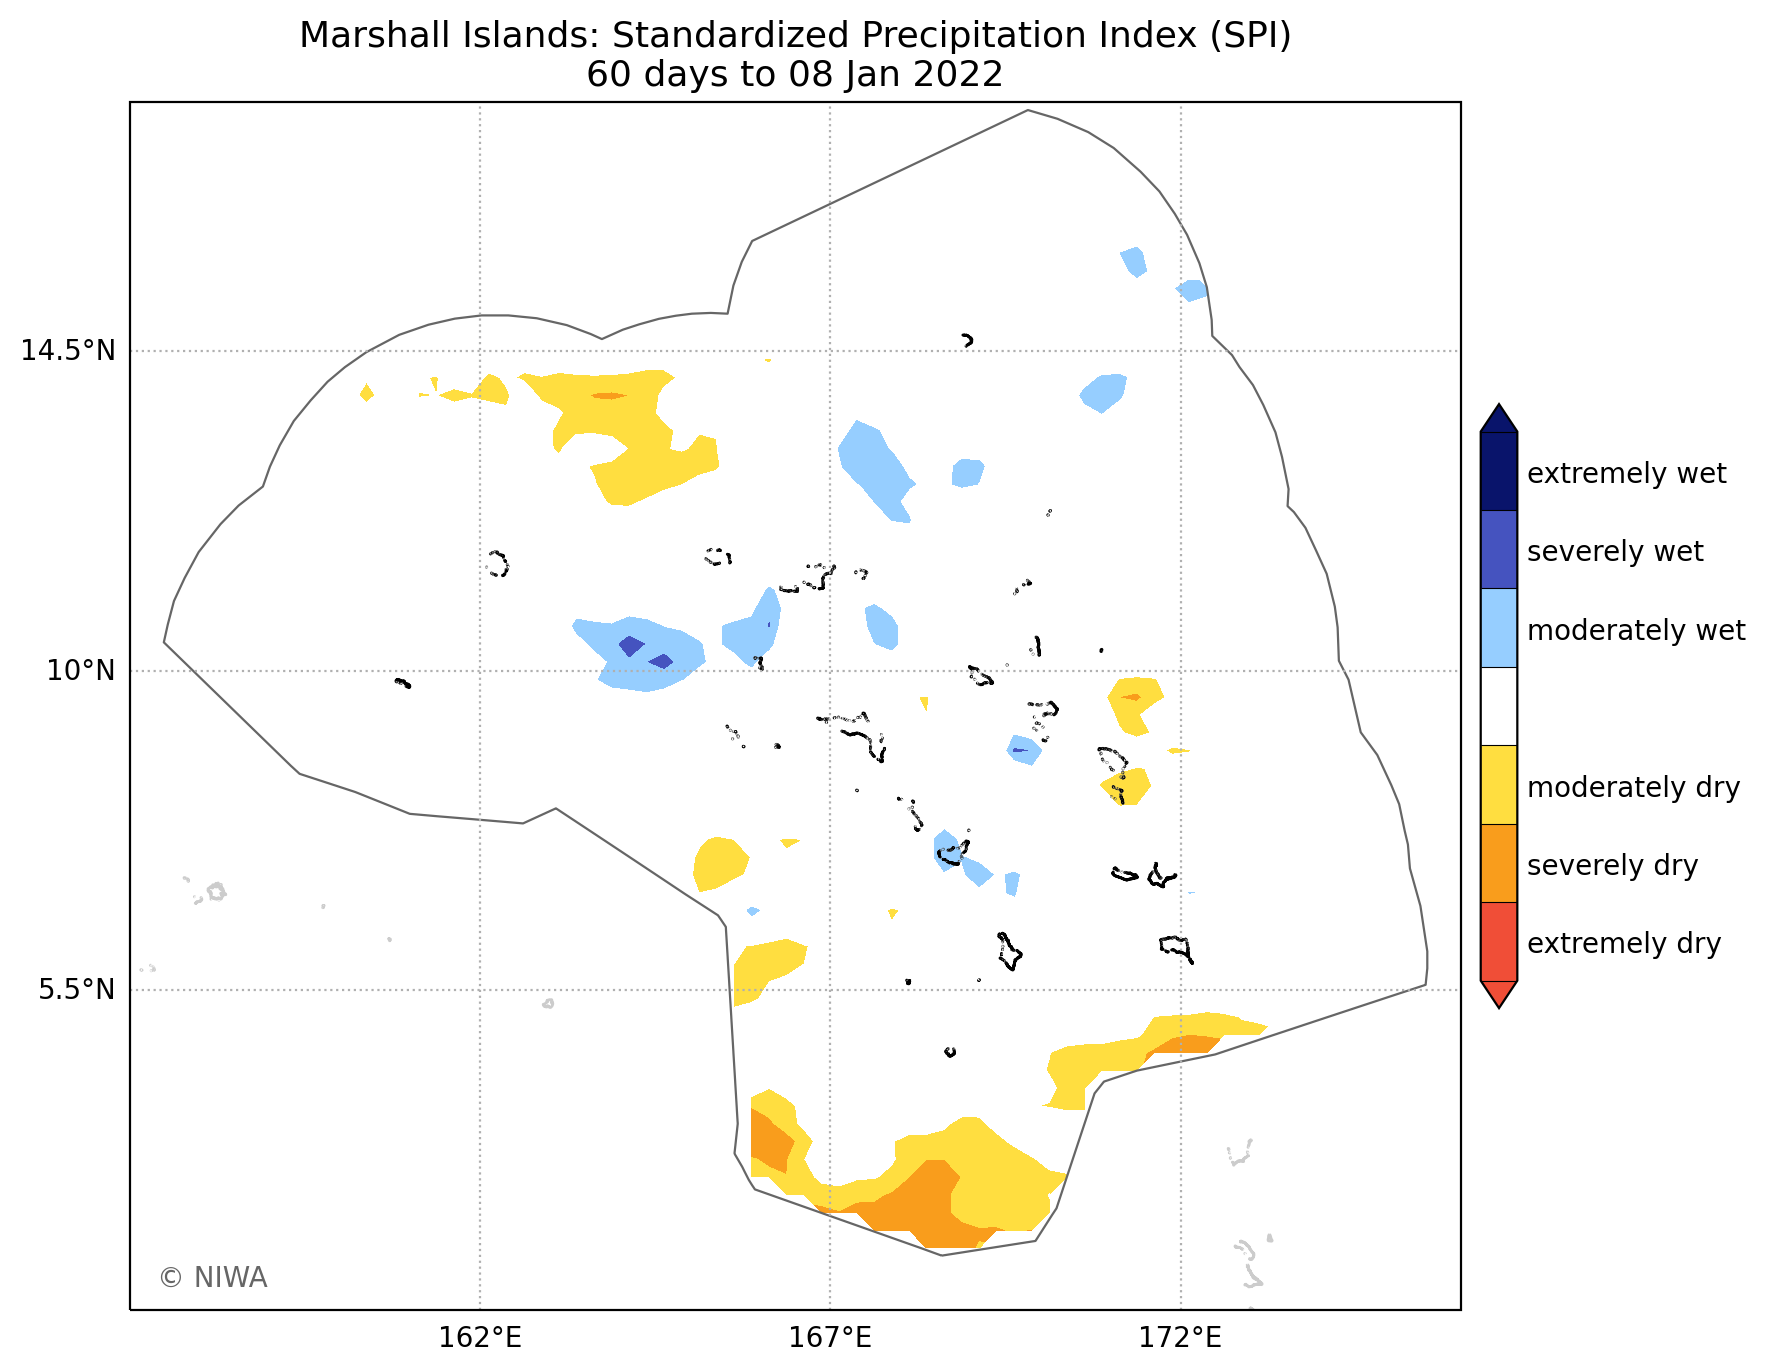 Marshall Islands: Standardized Precipitation Index (SPI)
60 days to 08 Jan 2022
14.5°N
10°N
5.5°N
162°E
167°E
172°E
extremely wet
severely wet
moderately wet
moderately dry
severely dry
extremely dry
© NIWA